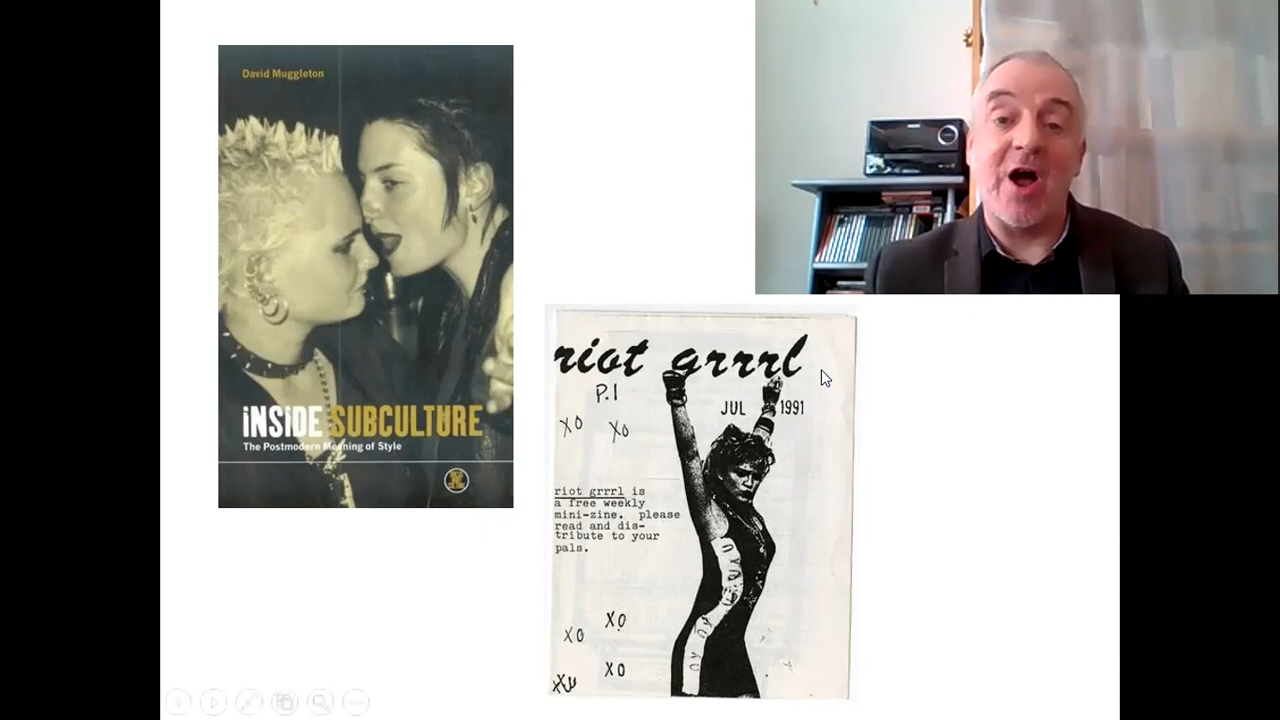 David Muggleton
iNSiDE SUBCULTURE
The Postmodern Meaning of Style
riot grrrl
P.1
JUL 1991
XO XO
riot grrrl is
a free weekly
mini-zine. please
read and dis-
tribute to your
pals.
XO
XO
XO